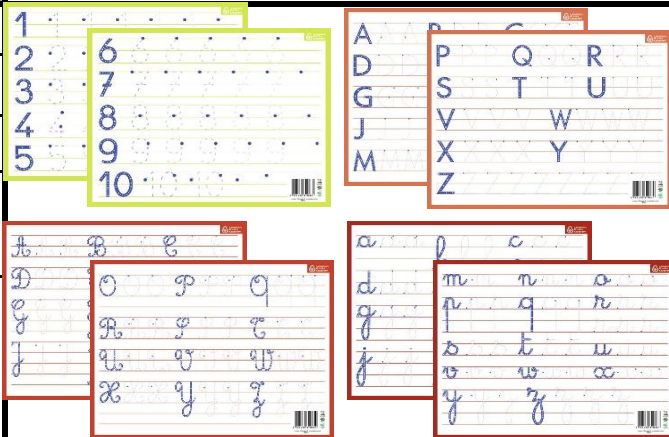 1
2
3
4
5
6
7
8
9
10
A B C
D
G
J
M
P Q R
S T U
V W
X Y
Z
A B C
D
G
J
O P Q
R S T
U V W
X Y Z
a c
d
g
j
m n o
p q r
s t u
v w x
y z